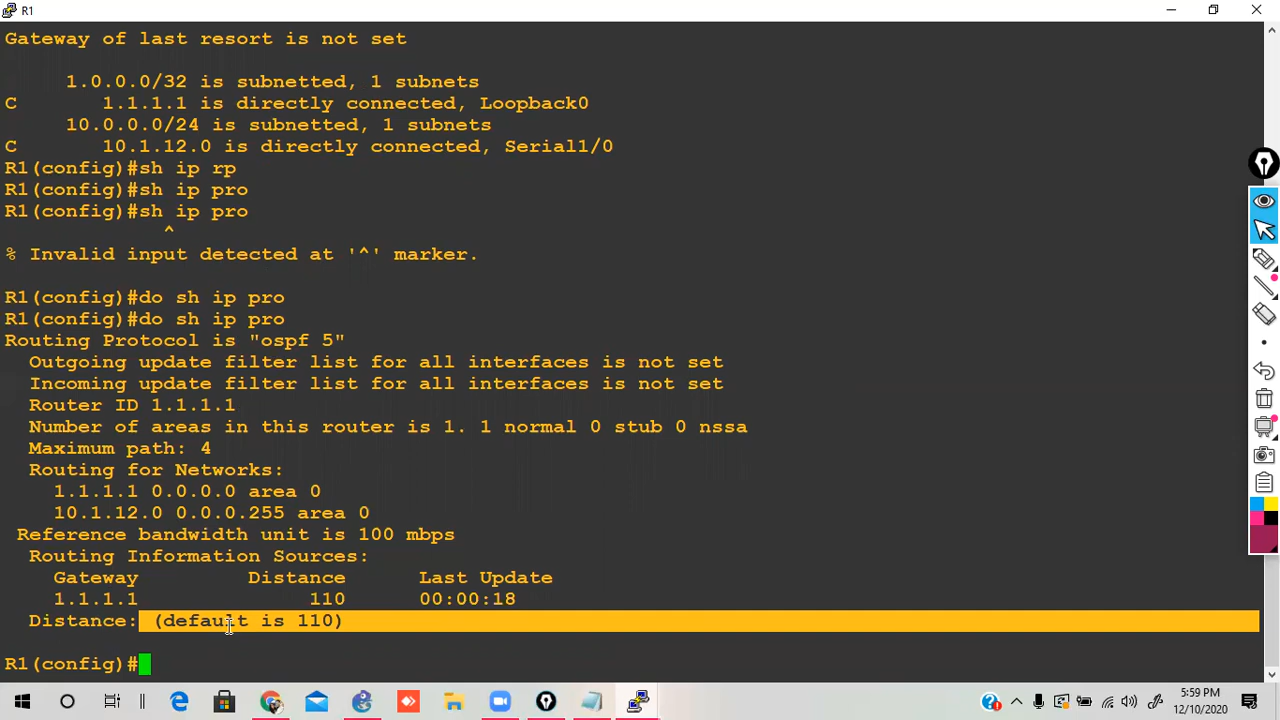 R1
Gateway of last resort is not set
1.0.0.0/32 is subnetted, 1 subnets
C 1.1.1.1 is directly connected, Loopback0
10.0.0.0/24 is subnetted, 1 subnets
C 10.1.12.0 is directly connected, Serial1/0
R1(config)#sh ip rp
R1(config)#sh ip pro
R1(config)#sh ip pro
^
% Invalid input detected at '^' marker.
R1(config)#do sh ip pro
R1(config)#do sh ip pro
Routing Protocol is "ospf 5"
Outgoing update filter list for all interfaces is not set
Incoming update filter list for all interfaces is not set
Router ID 1.1.1.1
Number of areas in this router is 1. 1 normal 0 stub 0 nssa
Maximum path: 4
Routing for Networks:
1.1.1.1 0.0.0.0 area 0
10.1.12.0 0.0.0.255 area 0
Reference bandwidth unit is 100 mbps
Routing Information Sources:
Gateway Distance Last Update
1.1.1.1 110 00:00:18
Distance: (default is 110)
R1(config)#
5:59 PM
12/10/2020